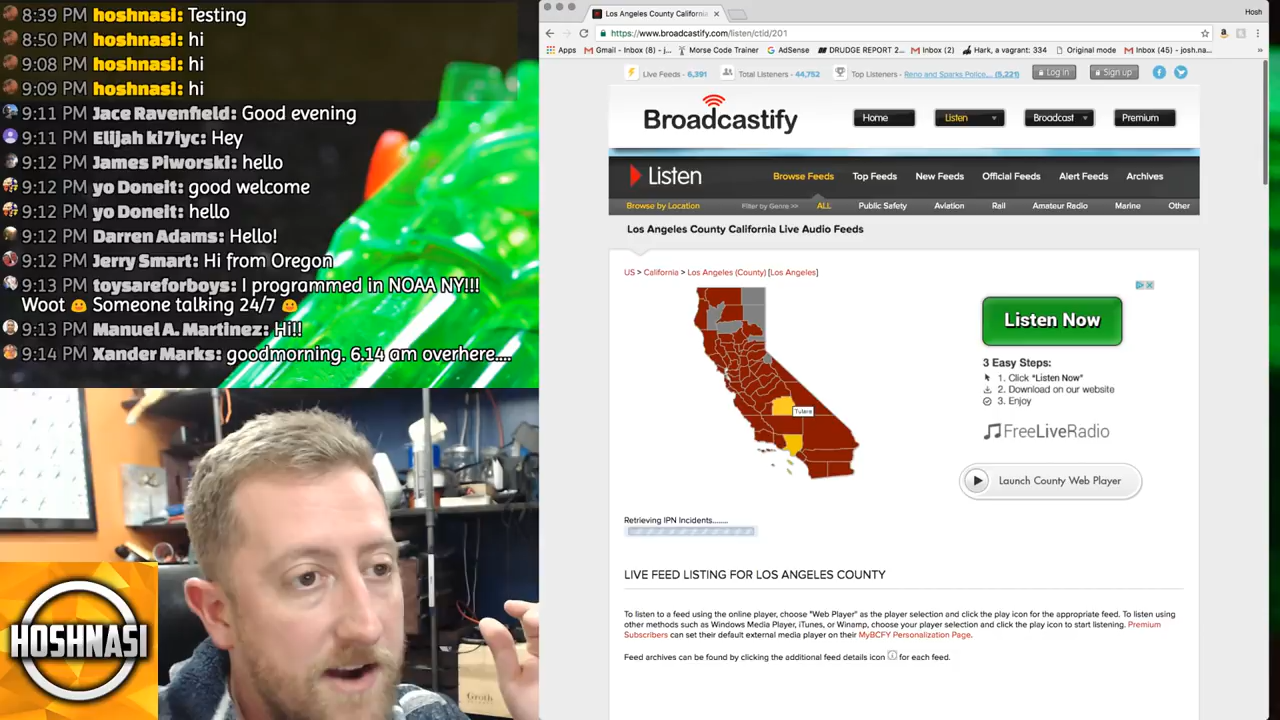 8:39 PM hoshnasi: Testing
8:50 PM hoshnasi: hi
9:08 PM hoshnasi: hi
9:09 PM hoshnasi: hi
9:11 PM Jace Ravenfield: Good evening
9:11 PM Elijah ki7iyc: Hey
9:12 PM James Piworski: hello
9:12 PM yo Doneit: good welcome
9:12 PM yo Doneit: hello
9:12 PM Darren Adams: Hello!
9:12 PM Jerry Smart: Hi from Oregon
9:13 PM toysareforboys: I programmed in NOAA NY!!!
Woot 🙂 Someone talking 24/7 🙂
9:13 PM Manuel A. Martinez: Hi!!
9:14 PM Xander Marks: goodmorning. 6.14 am overhere....
HOSHNASI
Groth
Los Angeles County California
Hosh
https://www.broadcastify.com/listen/ctid/201
Apps Gmail - Inbox (8) - j... Morse Code Trainer AdSense DRUDGE REPORT 2... Inbox (2) Hark, a vagrant: 334 Original mode Inbox (45) - josh.na... »
Live Feeds - 6,391 Total Listeners - 44,752 Top Listeners - Reno and Sparks Police... (5,221) Log in Sign up
Broadcastify
Home Listen Broadcast Premium
Listen
Browse Feeds Top Feeds New Feeds Official Feeds Alert Feeds Archives
Browse by Location Filter by Genre >> ALL Public Safety Aviation Rail Amateur Radio Marine Other
Los Angeles County California Live Audio Feeds
US > California > Los Angeles (County) [Los Angeles]
Tulare
Listen Now
3 Easy Steps:
1. Click "Listen Now"
2. Download on our website
3. Enjoy
FreeLiveRadio
Launch County Web Player
Retrieving IPN Incidents........
LIVE FEED LISTING FOR LOS ANGELES COUNTY
To listen to a feed using the online player, choose "Web Player" as the player selection and click the play icon for the appropriate feed. To listen using
other methods such as Windows Media Player, iTunes, or Winamp, choose your player selection and click the play icon to start listening. Premium
Subscribers can set their default external media player on their MyBCFY Personalization Page.
Feed archives can be found by clicking the additional feed details icon for each feed.